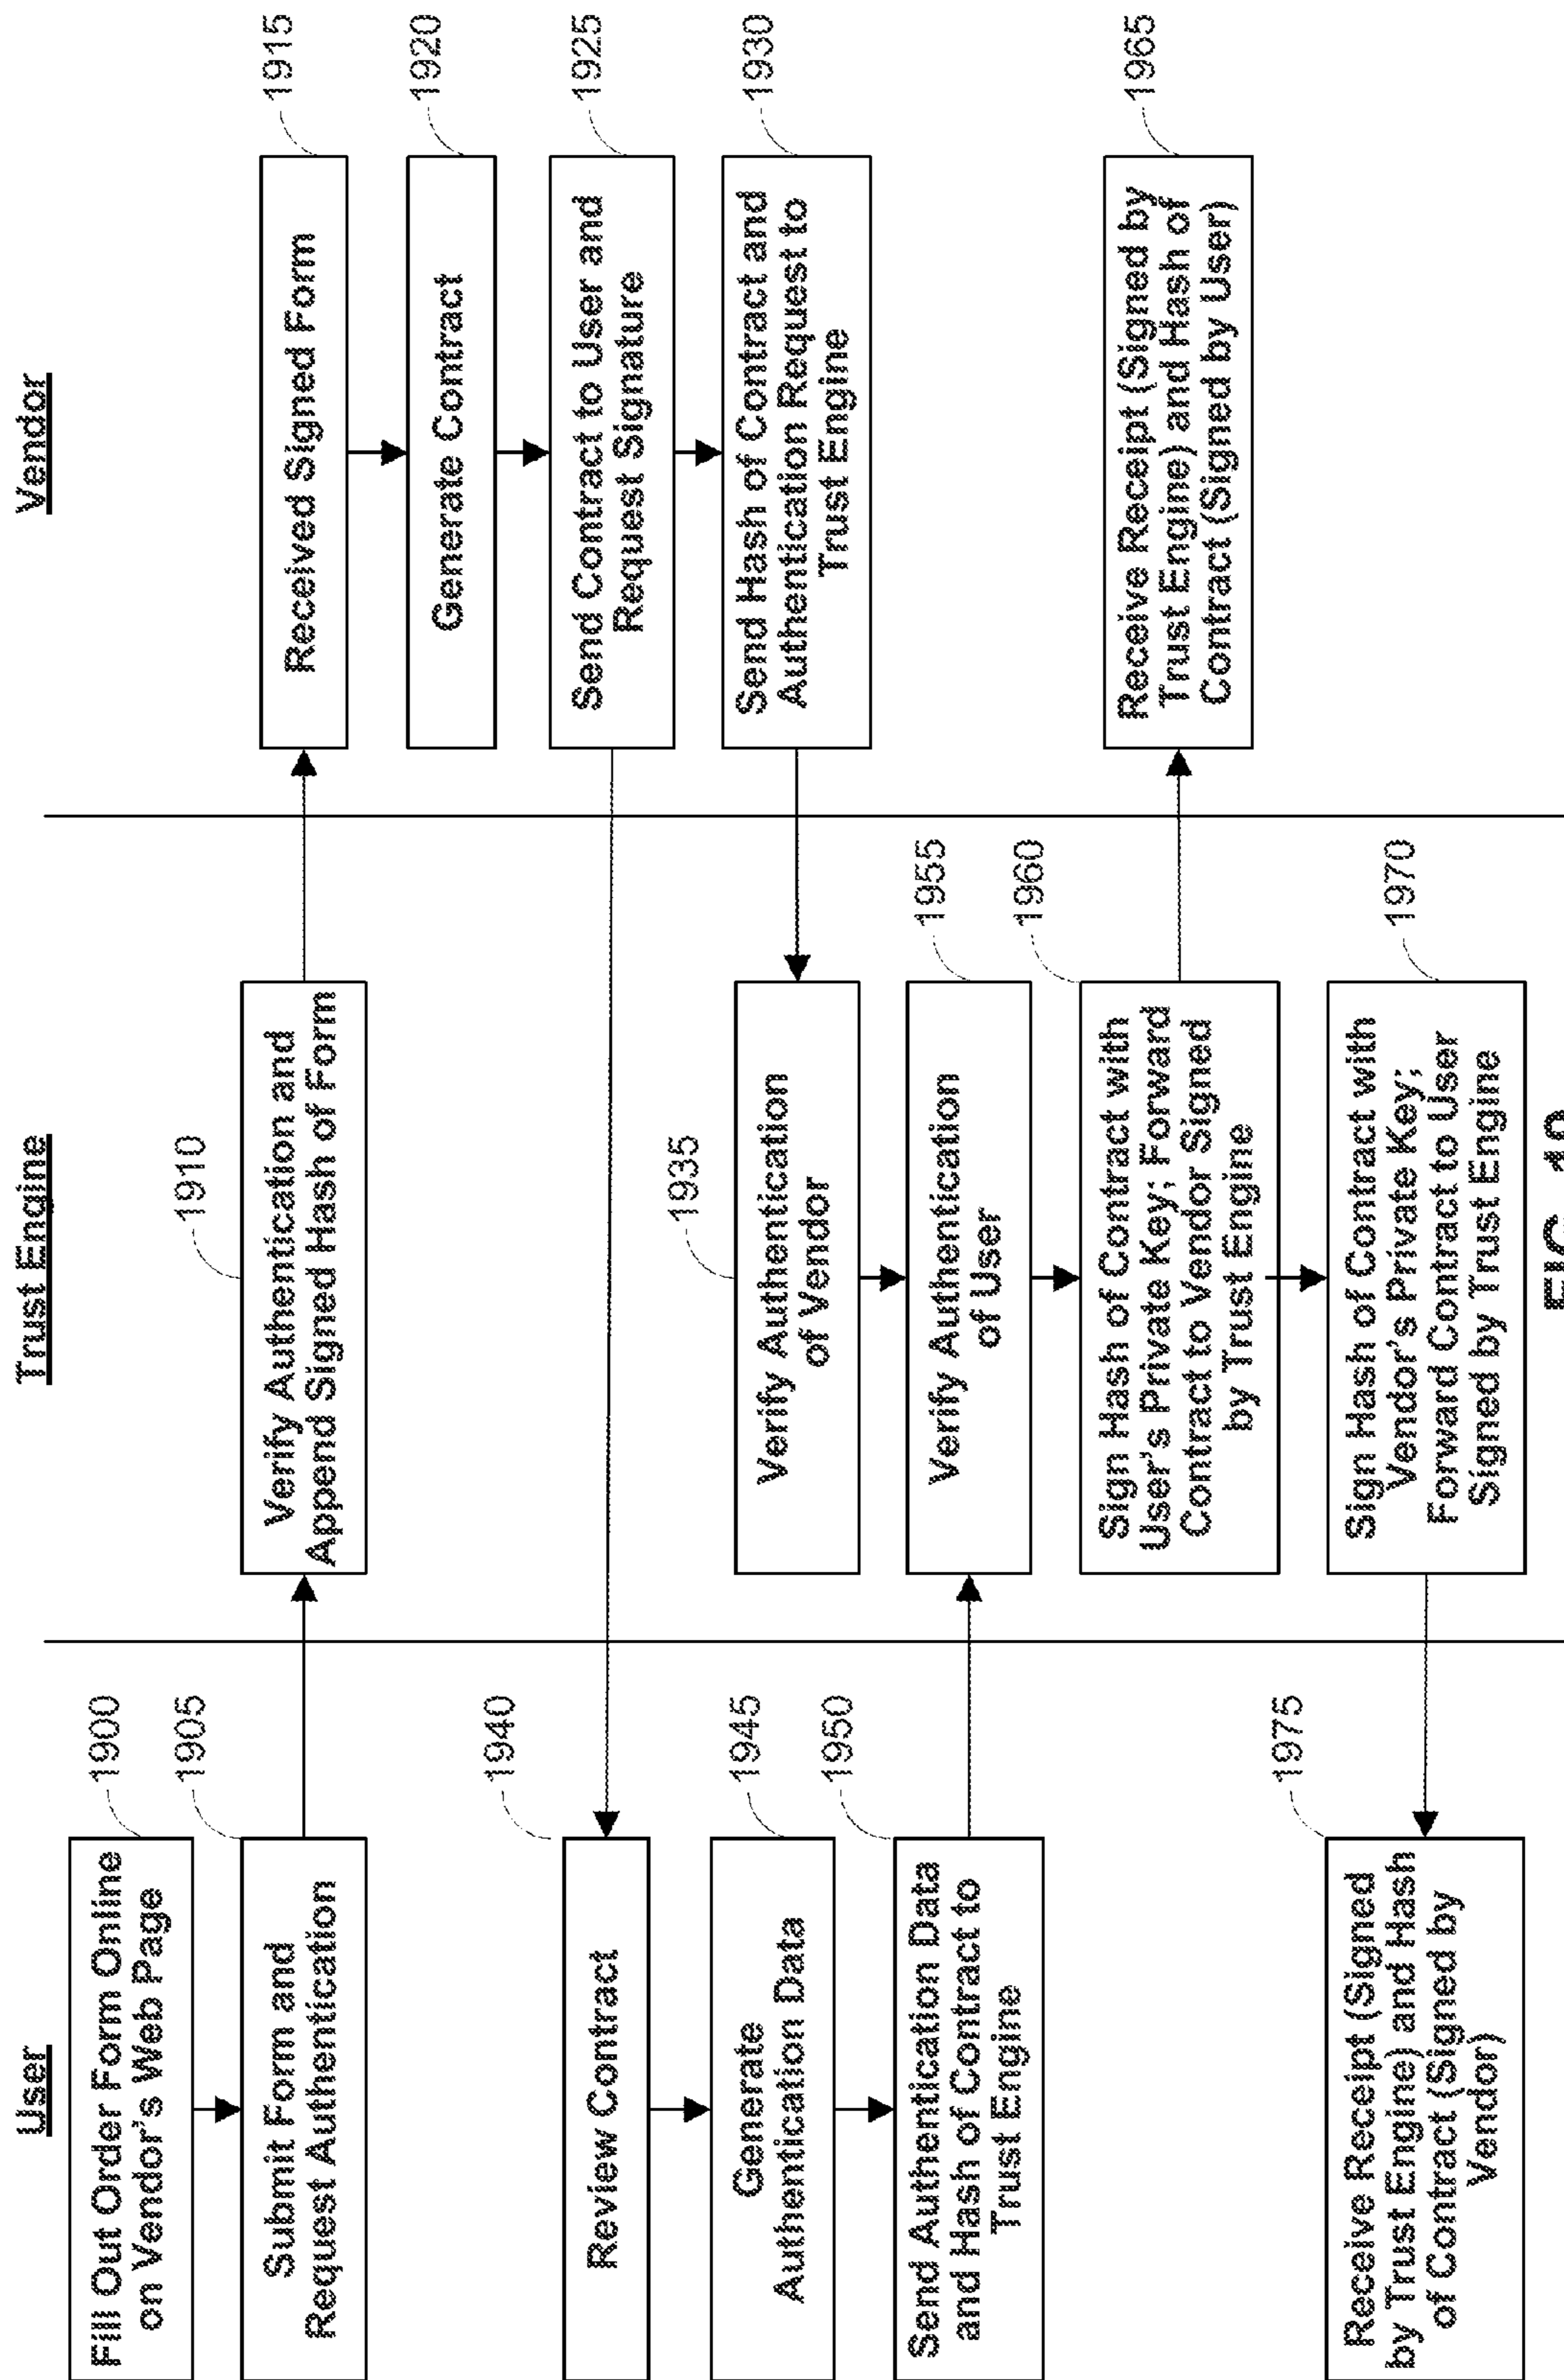 User
Trust Engine
Vendor
Fill Out Order Form Online
on Vendor's Web Page
1900
Submit Form and
Request Authentication
1905
Verify Authentication and
Append Signed Hash of Form
1910
Received Signed Form
1915
Generate Contract
1920
Send Contract to User and
Request Signature
1925
Send Hash of Contract and
Authentication Request to
Trust Engine
1930
Verify Authentication
of Vendor
1935
Review Contract
1940
Generate
Authentication Data
1945
Send Authentication Data
and Hash of Contract to
Trust Engine
1950
Verify Authentication
of User
1955
Sign Hash of Contract with
User's Private Key; Forward
Contract to Vendor Signed
by Trust Engine
1960
Receive Receipt (Signed by
Trust Engine) and Hash of
Contract (Signed by User)
1965
Sign Hash of Contract with
Vendor's Private Key;
Forward Contract to User
Signed by Trust Engine
1970
Receive Receipt (Signed
by Trust Engine) and Hash
of Contract (Signed by
Vendor)
1975